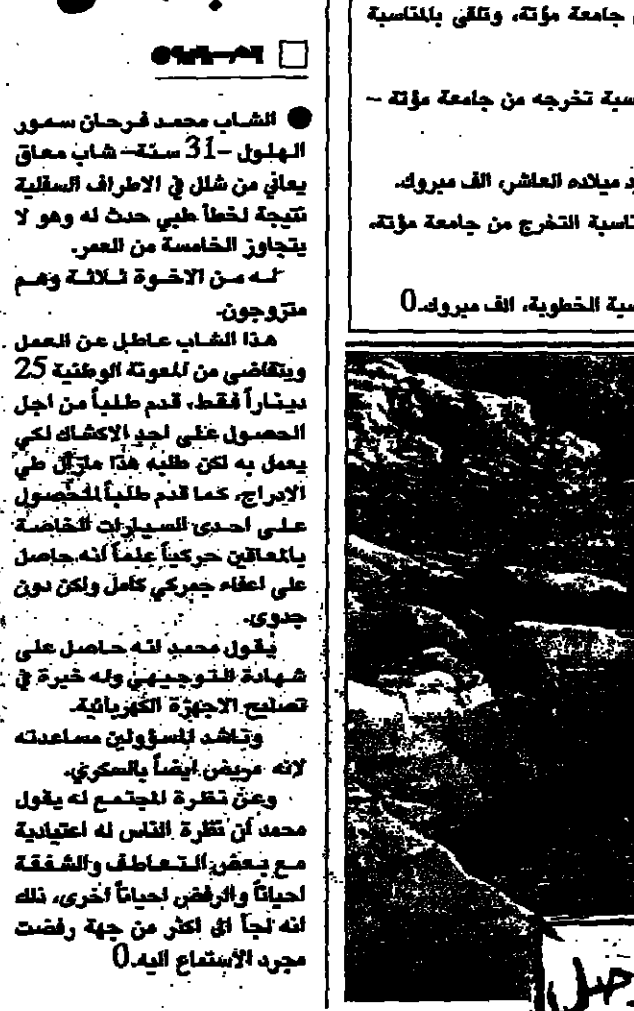 الشاب محمد فرحان سمور
الهلول –31 سنة– شاب معاق
يعاني من شلل في الاطراف السفلية
نتيجة لخطأ طبي حدث له وهو لا
يتجاوز الخامسة من العمر.
له من الاخوة ثلاثة وهم
متزوجون.
هذا الشاب عاطل عن العمل
ويتقاضى من المعونة الوطنية 25
ديناراً فقط، قدم طلباً من اجل
الحصول على احد الاكشاك لكي
يعمل به لكن طلبه هذا مازال طي
الادراج، كما قدم طلباً للحصول
على احدى السيارات الخاصة
بالمعاقين حركياً علماً انه حاصل
على اعفاء جمركي كامل ولكن دون
جدوى.
يقول محمد انه حاصل على
شهادة التوجيهي وله خبرة في
تصليح الاجهزة الكهربائية.
وناشد المسؤولين مساعدته
لانه مريض ايضاً بالسكري.
وعن نظرة المجتمع له يقول
محمد ان نظرة الناس له اعتيادية
مع بعض التعاطف والشفقة
احياناً والرفض احياناً اخرى، ذلك
انه لجأ الى اكثر من جهة رفضت
مجرد الاستماع اليه.0
جامعة مؤتة، وتلقى بالمناسبة
تخرجه من جامعة مؤتة –
ميلاده العاشر، الف مبروك.
التخرج من جامعة مؤتة،
الخطوبة، الف مبروك.0